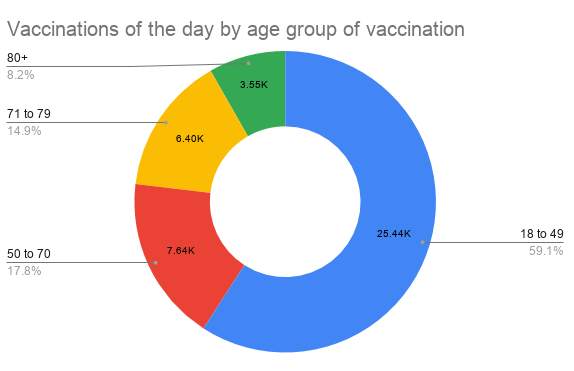 Vaccinations of the day by age group of vaccination
80+
8.2%
3.55K
71 to 79
14.9%
6.40K
18 to 49
59.1%
25.44K
50 to 70
17.8%
7.64K